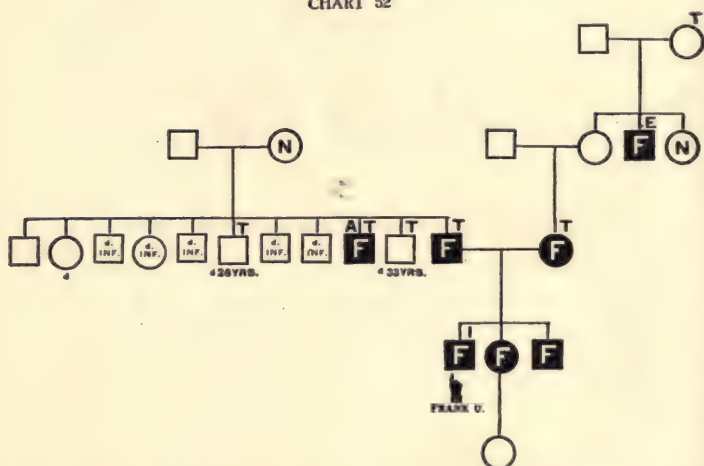 CHART 52
T
E
F N
N
T A T T T T
d. INF. d. INF. d. INF. d. INF. d. INF. F F F
d d 26 YRS. d 33 YRS.
I
F F F
FRANK U.